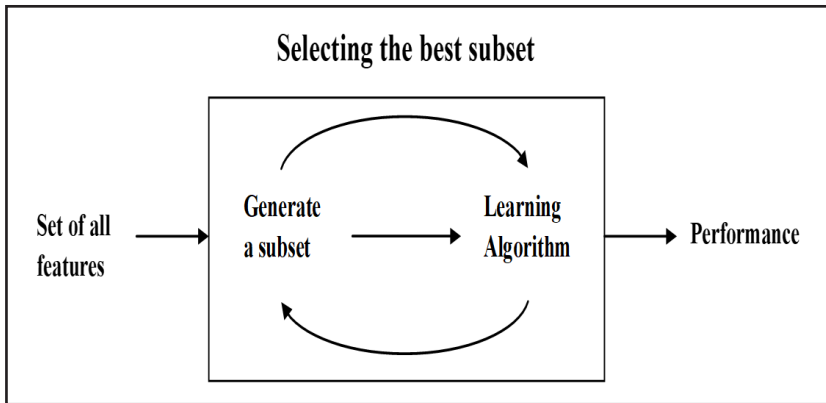 Selecting the best subset
Set of all
features
Generate
a subset
Learning
Algorithm
Performance